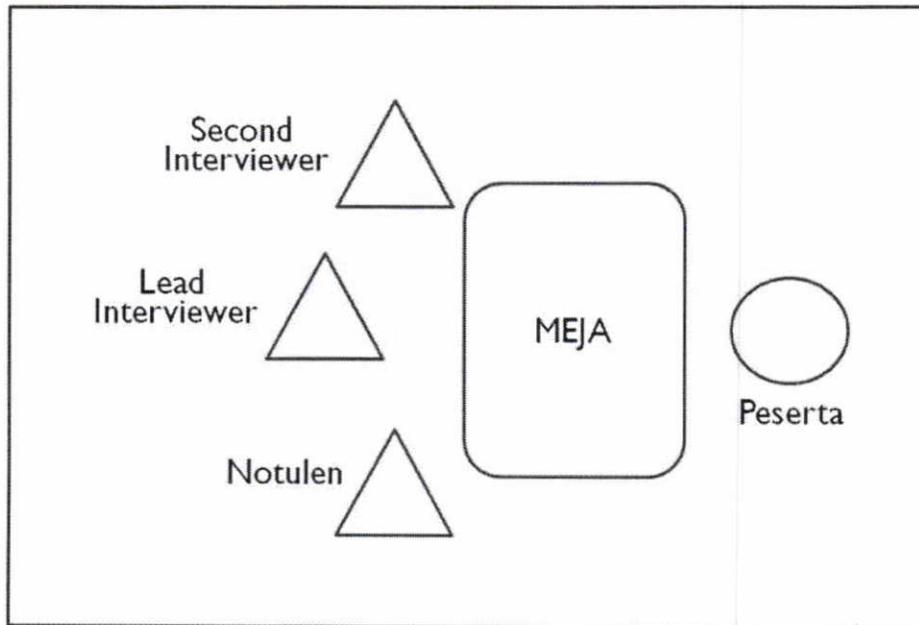 Second
Interviewer
Lead
Interviewer
MEJA
Peserta
Notulen